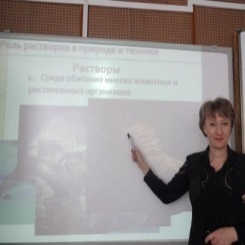 Роль растворов в природе и технике
Растворы
1. Среда обитания многих животных и
растительных организмов